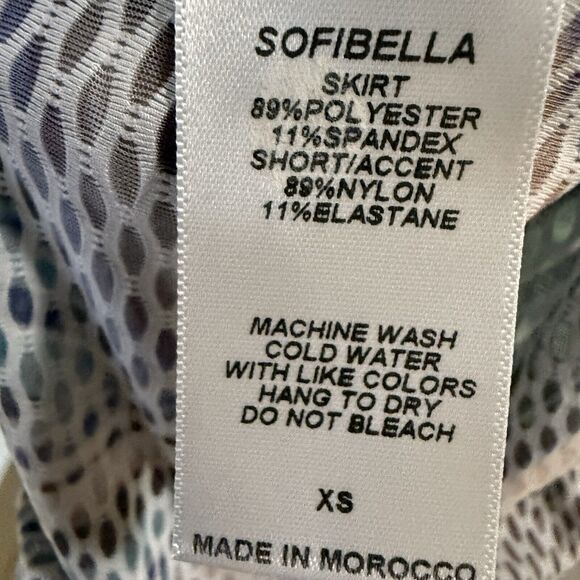 SOFIBELLA
SKIRT
89%POLYESTER
11%SPANDEX
SHORT/ACCENT
89%NYLON
11%ELASTANE
MACHINE WASH
COLD WATER
WITH LIKE COLORS
HANG TO DRY
DO NOT BLEACH
XS
MADE IN MOROCCO